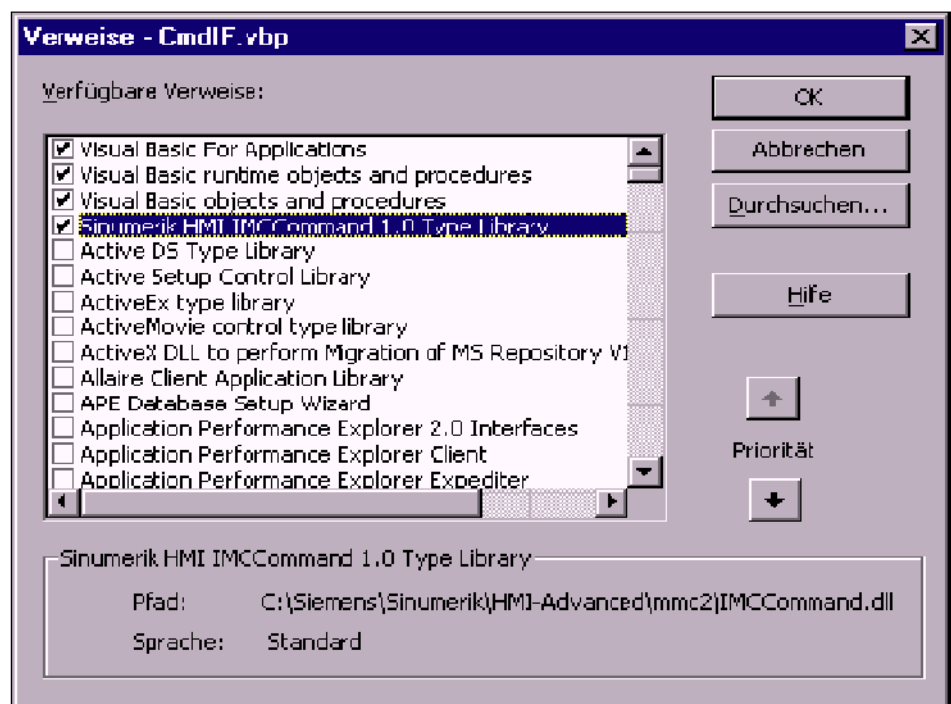 Verweise - CmdIF.vbp
Verfügbare Verweise:
OK
Visual Basic For Applications
Abbrechen
Visual Basic runtime objects and procedures
Visual Basic objects and procedures
Durchsuchen...
Sinumerik HMI IMCCommand 1.0 Type Library
Active DS Type Library
Active Setup Control Library
Hilfe
ActiveEx type library
ActiveMovie control type library
ActiveX DLL to perform Migration of MS Repository V1
Allaire Client Application Library
APE Database Setup Wizard
Application Performance Explorer 2.0 Interfaces
Application Performance Explorer Client
Priorität
Application Performance Explorer Expediter
Sinumerik HMI IMCCommand 1.0 Type Library
Pfad: C:\Siemens\Sinumerik\HMI-Advanced\mmc2\IMCCommand.dll
Sprache: Standard